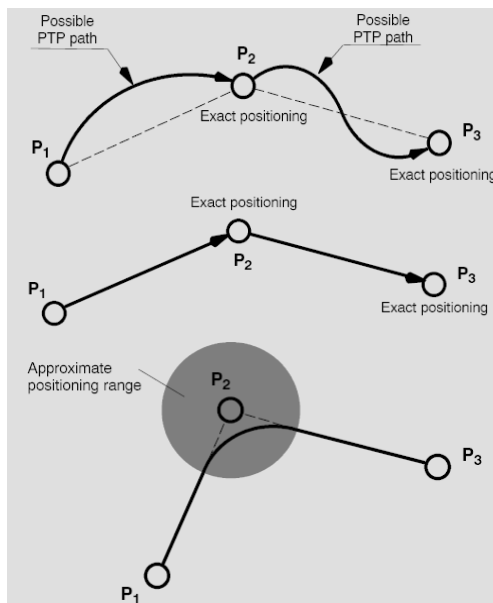 Possible
PTP path
Possible
PTP path
P₂
Exact positioning
P₁
P₃
Exact positioning
Exact positioning
P₂
P₁
P₃
Exact positioning
Approximate
positioning range
P₂
P₃
P₁